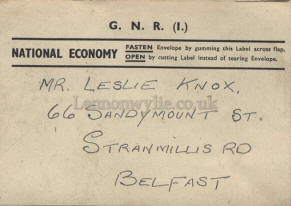 G. N. R. (I.)
NATIONAL ECONOMY FASTEN Envelope by gumming this Label across flap.
OPEN by cutting Label instead of tearing Envelope.
MR. LESLIE KNOX,
Lennonwylie.co.uk
66 SANDYMOUNT ST.
STRANMILLIS RD
BELFAST